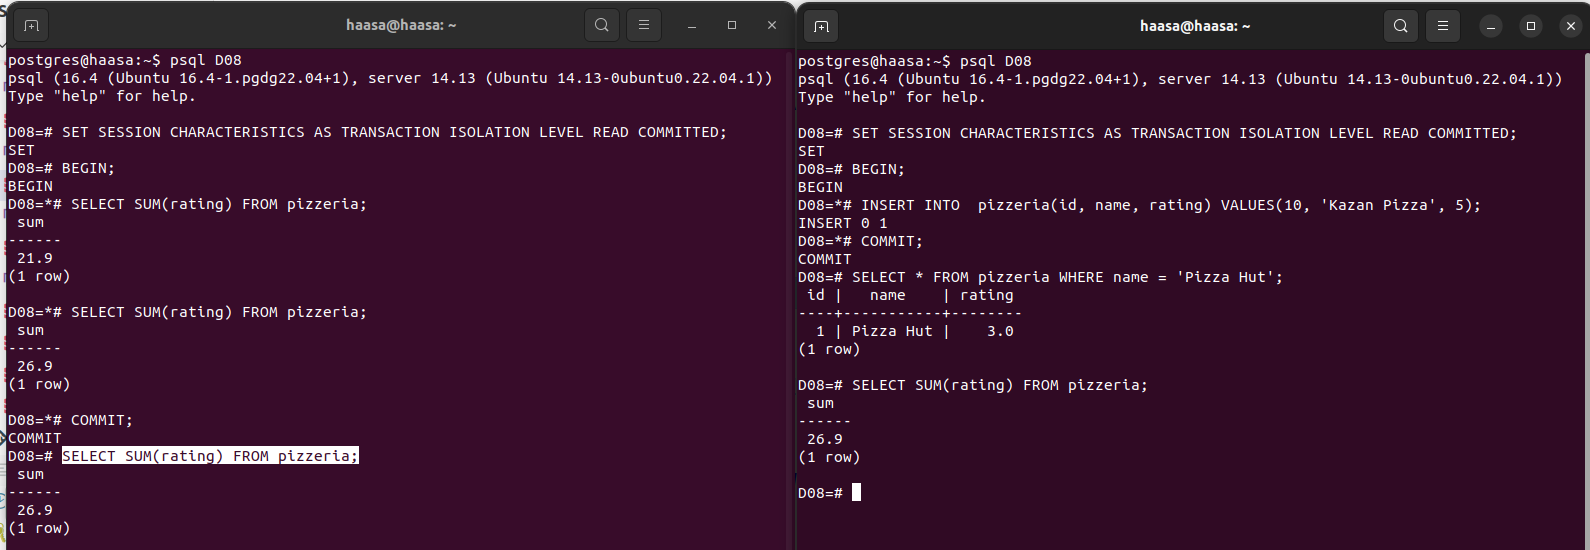 haasa@haasa: ~
postgres@haasa:~$ psql D08
psql (16.4 (Ubuntu 16.4-1.pgdg22.04+1), server 14.13 (Ubuntu 14.13-0ubuntu0.22.04.1))
Type "help" for help.
D08=# SET SESSION CHARACTERISTICS AS TRANSACTION ISOLATION LEVEL READ COMMITTED;
SET
D08=# BEGIN;
BEGIN
D08=*# SELECT SUM(rating) FROM pizzeria;
 sum
------
 21.9
(1 row)
D08=*# SELECT SUM(rating) FROM pizzeria;
 sum
------
 26.9
(1 row)
D08=*# COMMIT;
COMMIT
D08=# SELECT SUM(rating) FROM pizzeria;
 sum
------
 26.9
(1 row)
haasa@haasa: ~
postgres@haasa:~$ psql D08
psql (16.4 (Ubuntu 16.4-1.pgdg22.04+1), server 14.13 (Ubuntu 14.13-0ubuntu0.22.04.1))
Type "help" for help.
D08=# SET SESSION CHARACTERISTICS AS TRANSACTION ISOLATION LEVEL READ COMMITTED;
SET
D08=# BEGIN;
BEGIN
D08=*# INSERT INTO  pizzeria(id, name, rating) VALUES(10, 'Kazan Pizza', 5);
INSERT 0 1
D08=*# COMMIT;
COMMIT
D08=# SELECT * FROM pizzeria WHERE name = 'Pizza Hut';
 id |   name    | rating
----+-----------+--------
  1 | Pizza Hut |    3.0
(1 row)
D08=# SELECT SUM(rating) FROM pizzeria;
 sum
------
 26.9
(1 row)
D08=#